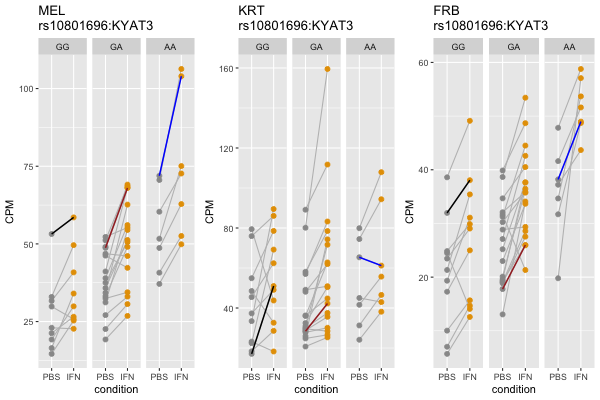 MEL
rs10801696:KYAT3
GG GA AA
CPM
100
75
50
25
PBS IFN PBS IFN PBS IFN
condition
KRT
rs10801696:KYAT3
GG GA AA
CPM
160
120
80
40
PBS IFN PBS IFN PBS IFN
condition
FRB
rs10801696:KYAT3
GG GA AA
CPM
60
40
20
PBS IFN PBS IFN PBS IFN
condition